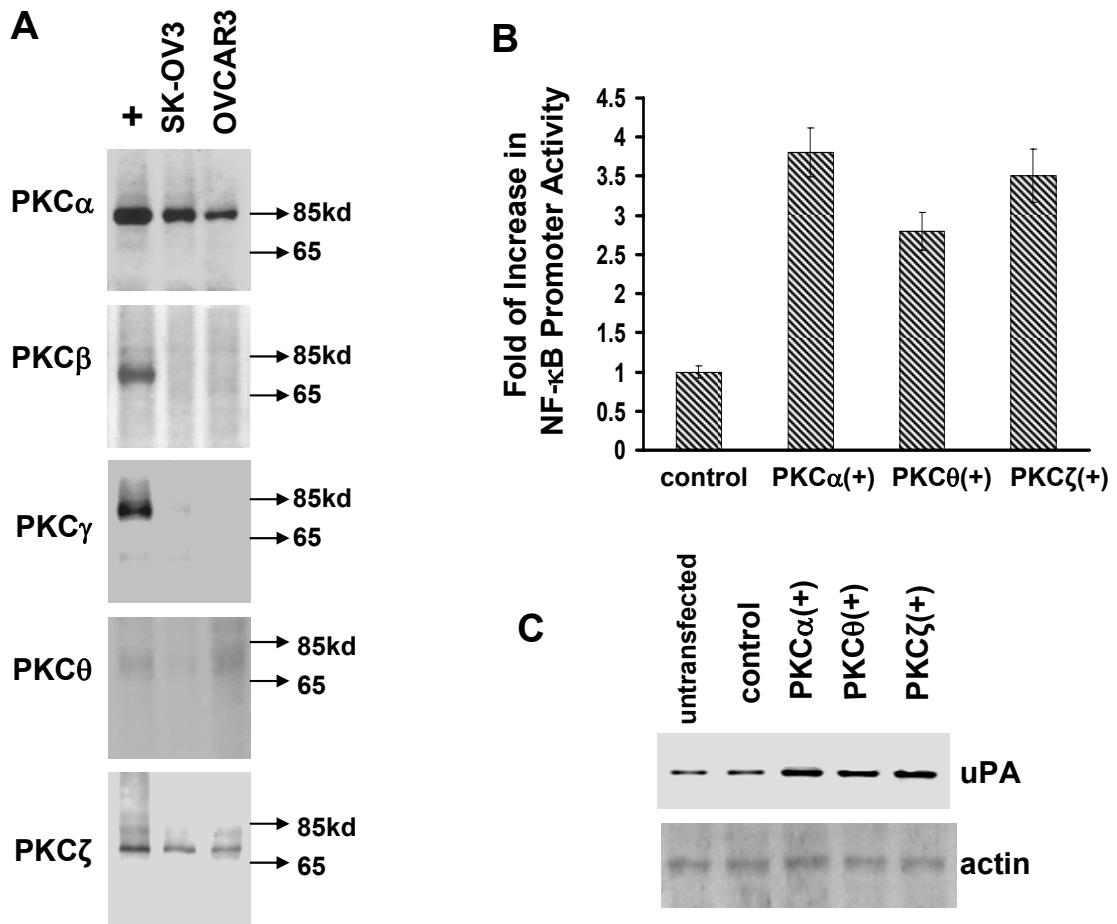 A
+
SK-OV3
OVCAR3
PKCα
85kd
65
PKCβ
85kd
65
PKCγ
85kd
65
PKCθ
85kd
65
PKCζ
85kd
65
B
Fold of Increase in
NF-κB Promoter Activity
4.5
4
3.5
3
2.5
2
1.5
1
0.5
0
control
PKCα(+)
PKCθ(+)
PKCζ(+)
C
untransfected
control
PKCα(+)
PKCθ(+)
PKCζ(+)
uPA
actin